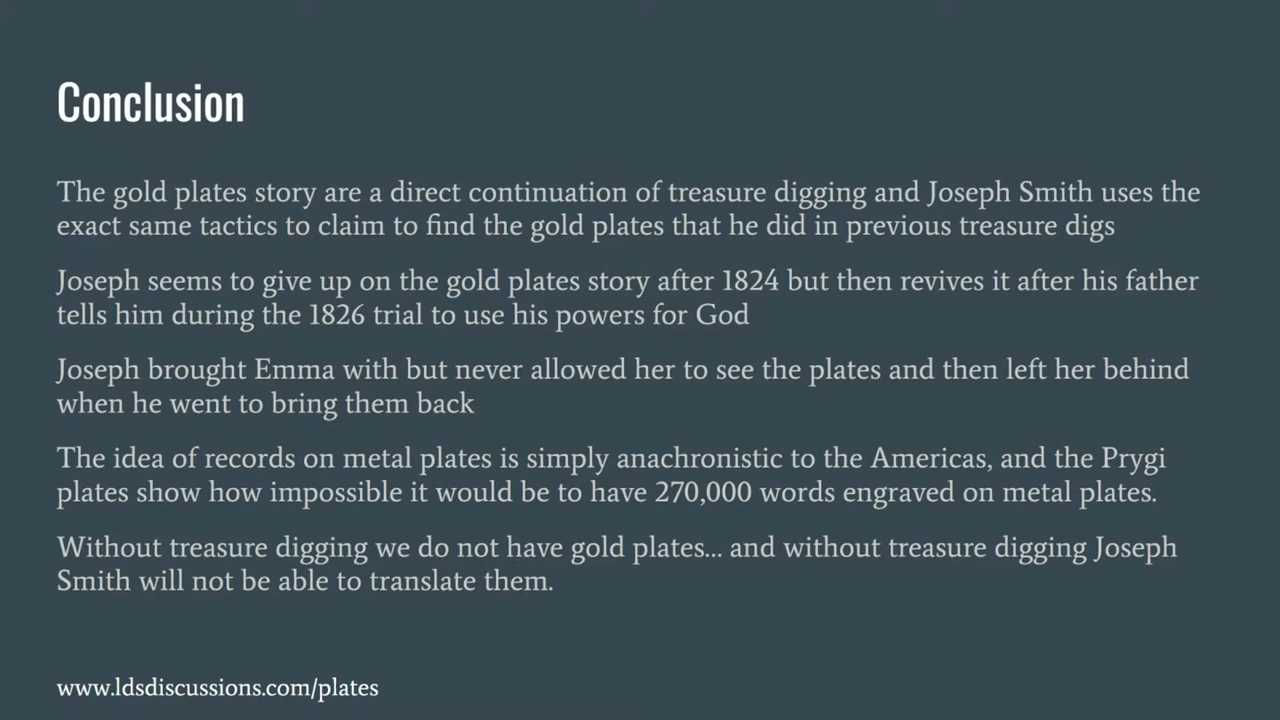 Conclusion
The gold plates story are a direct continuation of treasure digging and Joseph Smith uses the
exact same tactics to claim to find the gold plates that he did in previous treasure digs
Joseph seems to give up on the gold plates story after 1824 but then revives it after his father
tells him during the 1826 trial to use his powers for God
Joseph brought Emma with but never allowed her to see the plates and then left her behind
when he went to bring them back
The idea of records on metal plates is simply anachronistic to the Americas, and the Prygi
plates show how impossible it would be to have 270,000 words engraved on metal plates.
Without treasure digging we do not have gold plates... and without treasure digging Joseph
Smith will not be able to translate them.
www.ldsdiscussions.com/plates